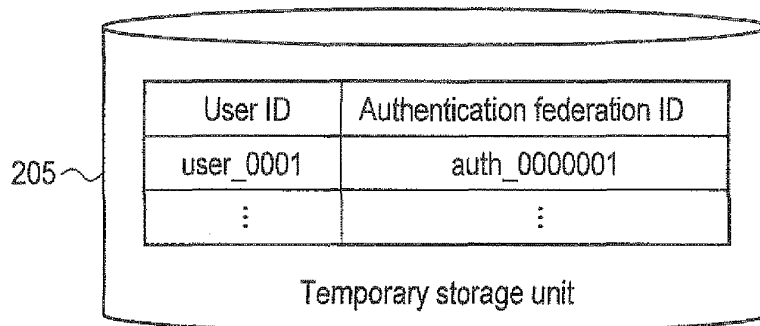 User ID Authentication federation ID
205 user_0001 auth_0000001
⋮ ⋮
Temporary storage unit